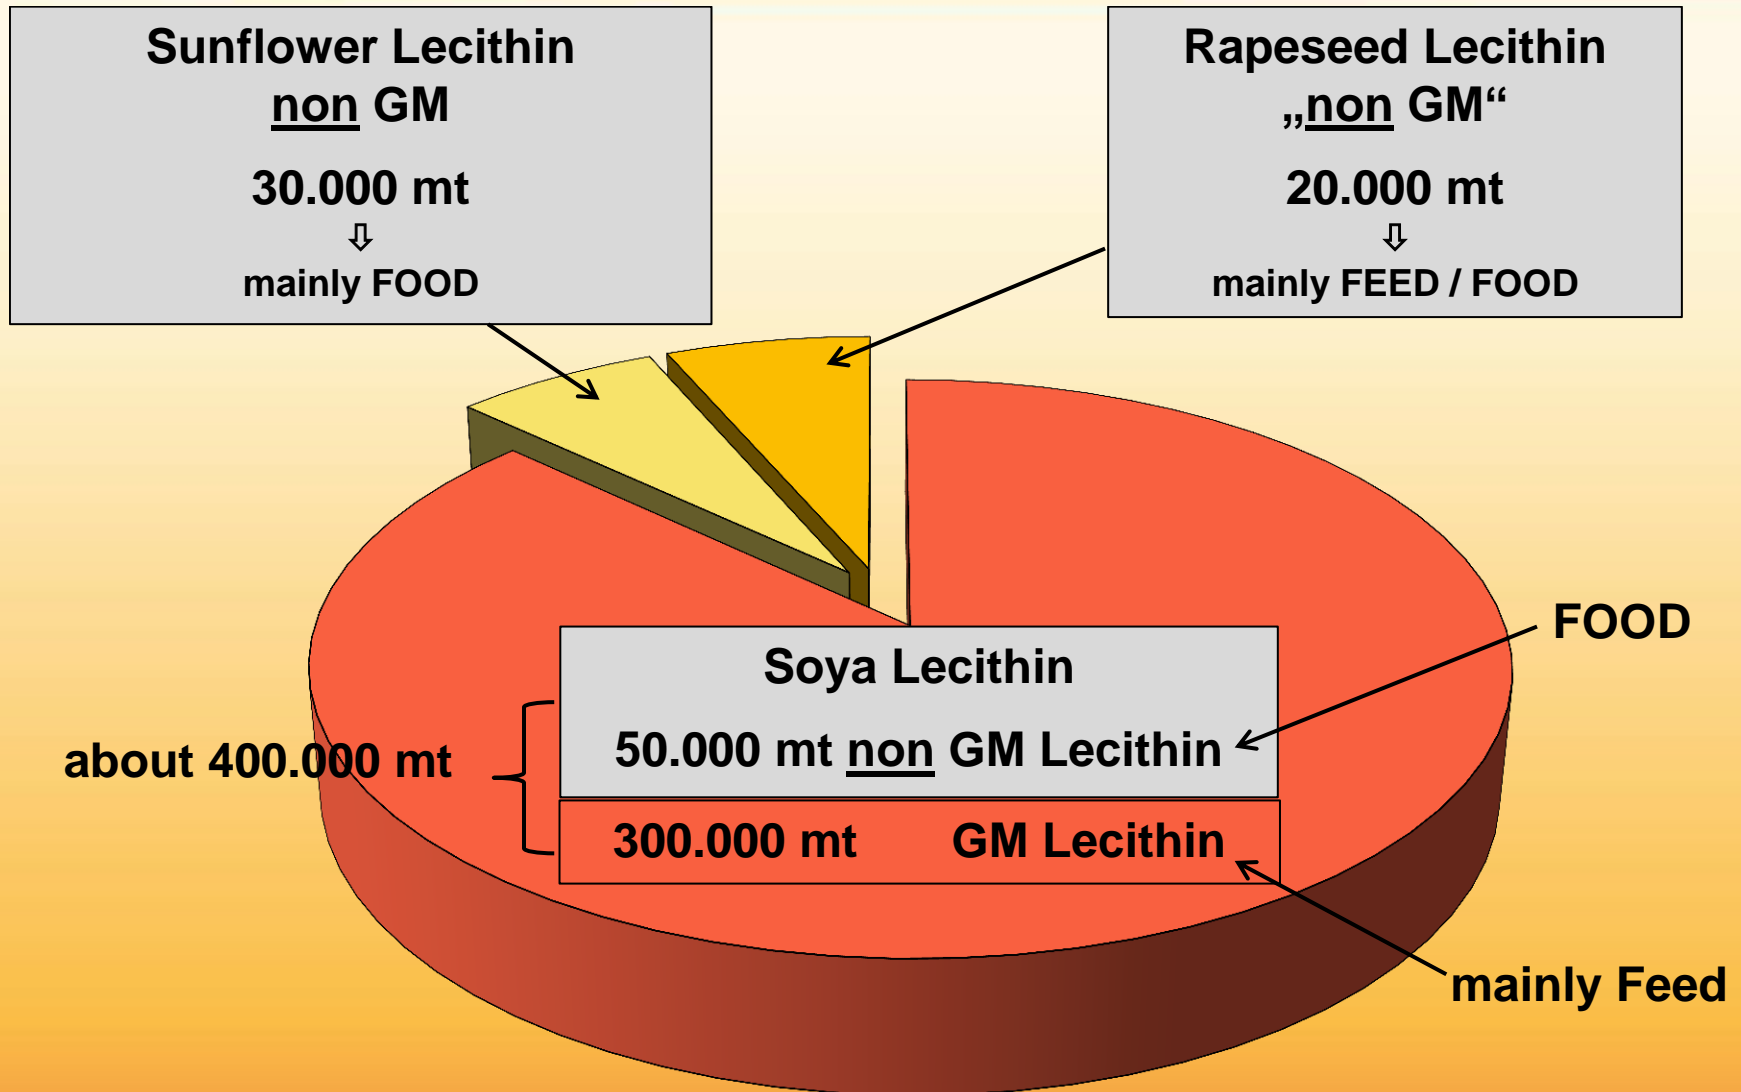 Sunflower Lecithin
non GM
30.000 mt
⇩
mainly FOOD
Rapeseed Lecithin
„non GM“
20.000 mt
⇩
mainly FEED / FOOD
FOOD
Soya Lecithin
50.000 mt non GM Lecithin
about 400.000 mt
300.000 mt GM Lecithin
mainly Feed